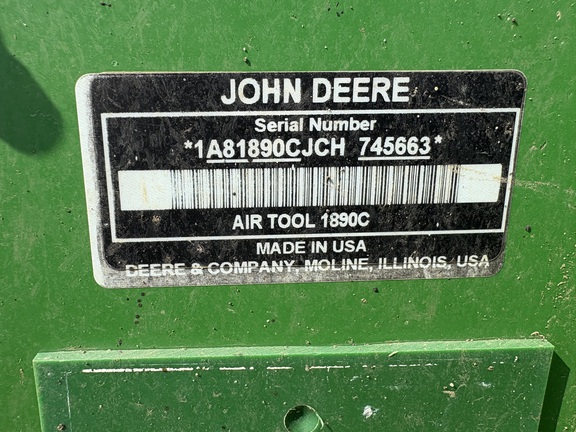 JOHN DEERE
Serial Number
*1A81890CJCH 745663*
AIR TOOL 1890C
MADE IN USA
DEERE & COMPANY, MOLINE, ILLINOIS, USA